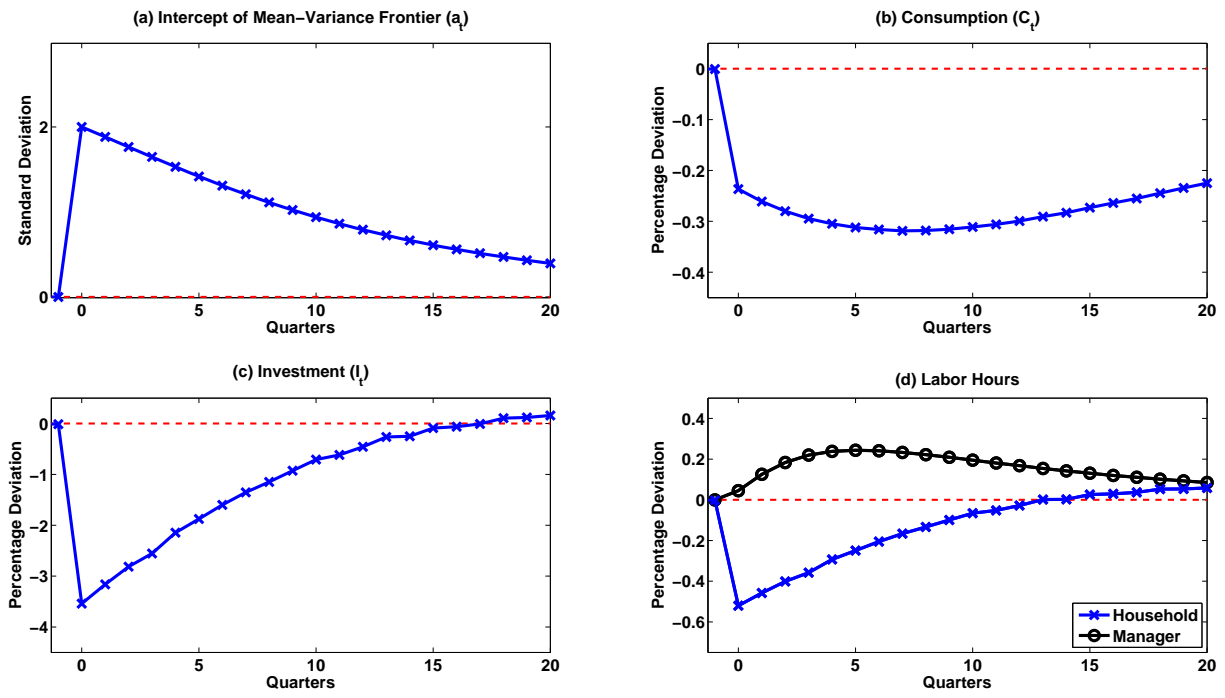 (a) Intercept of Mean−Variance Frontier (a_t)
Standard Deviation
2
0
0 5 10 15 20
Quarters
(b) Consumption (C_t)
Percentage Deviation
0
−0.1
−0.2
−0.3
−0.4
0 5 10 15 20
Quarters
(c) Investment (I_t)
Percentage Deviation
0
−1
−2
−3
−4
0 5 10 15 20
Quarters
(d) Labor Hours
Percentage Deviation
0.4
0.2
0
−0.2
−0.4
−0.6
0 5 10 15 20
Quarters
Household
Manager